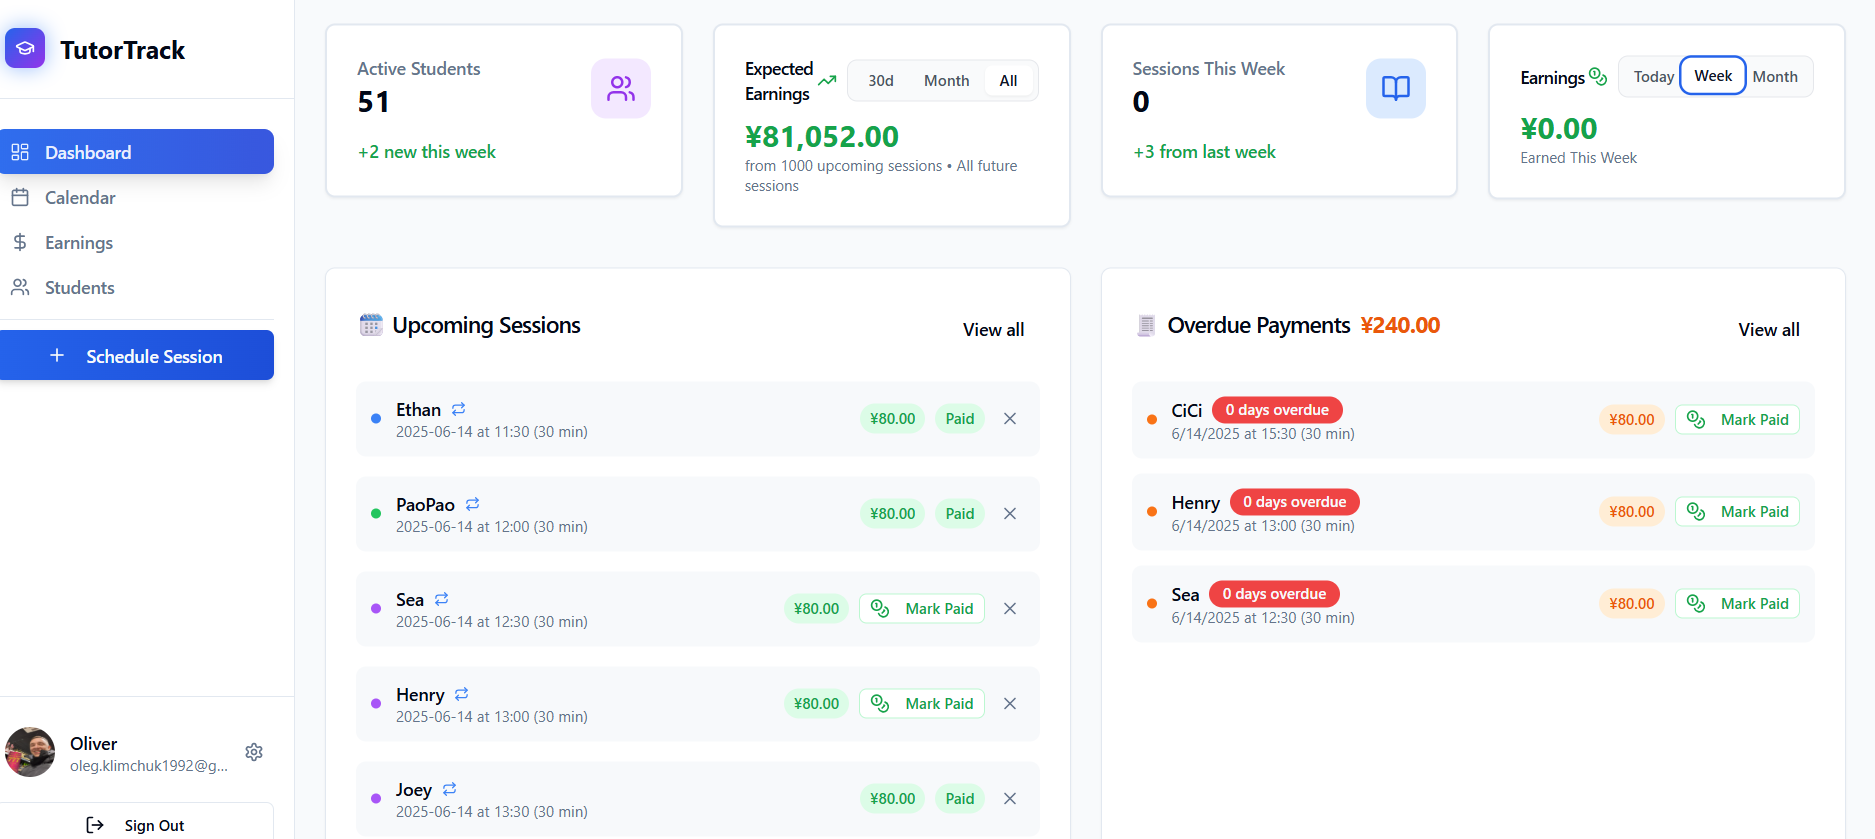 TutorTrack
Dashboard
Calendar
Earnings
Students
+ Schedule Session
Oliver
oleg.klimchuk1992@g...
Sign Out
Active Students
51
+2 new this week
Expected
Earnings
30d Month All
¥81,052.00
from 1000 upcoming sessions • All future
sessions
Sessions This Week
0
+3 from last week
Earnings
Today Week Month
¥0.00
Earned This Week
Upcoming Sessions
View all
Ethan
2025-06-14 at 11:30 (30 min)
¥80.00 Paid
PaoPao
2025-06-14 at 12:00 (30 min)
¥80.00 Paid
Sea
2025-06-14 at 12:30 (30 min)
¥80.00 Mark Paid
Henry
2025-06-14 at 13:00 (30 min)
¥80.00 Mark Paid
Joey
2025-06-14 at 13:30 (30 min)
¥80.00 Paid
Overdue Payments ¥240.00
View all
CiCi 0 days overdue
6/14/2025 at 15:30 (30 min)
¥80.00 Mark Paid
Henry 0 days overdue
6/14/2025 at 13:00 (30 min)
¥80.00 Mark Paid
Sea 0 days overdue
6/14/2025 at 12:30 (30 min)
¥80.00 Mark Paid